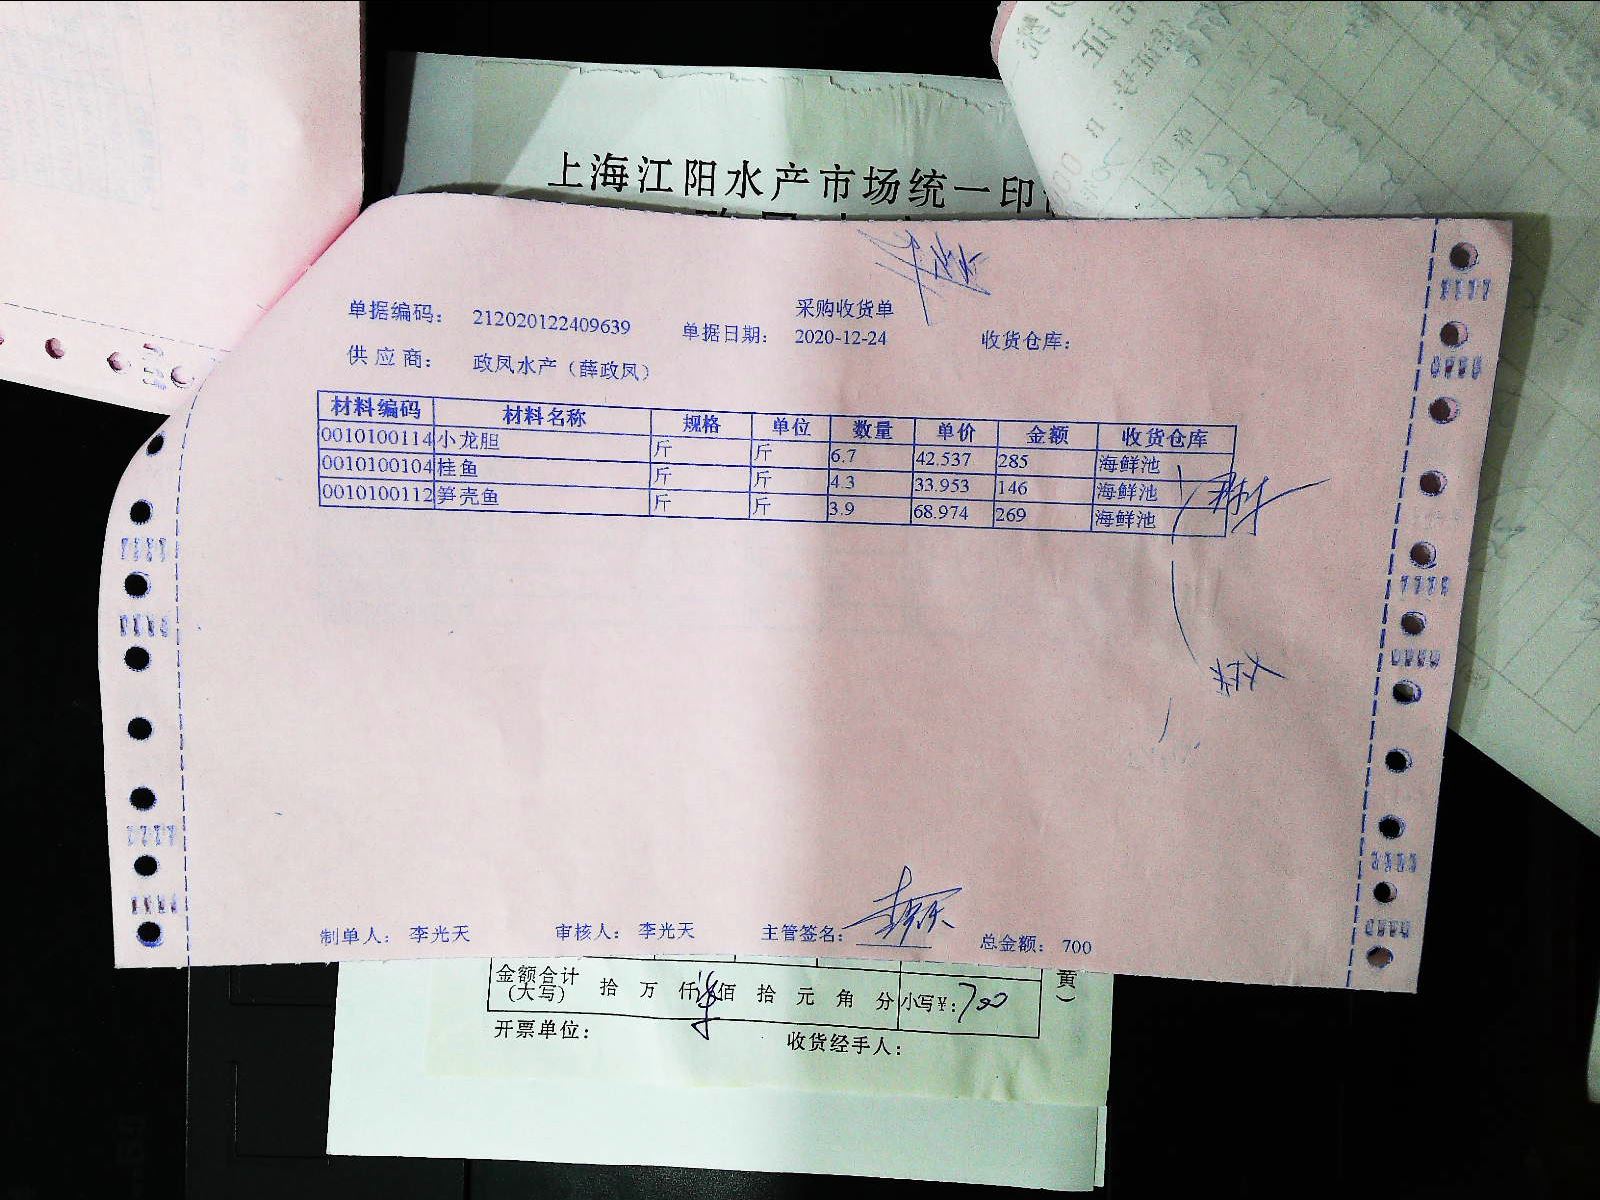 上海江阳水产市场统一印
采购收货单
单据编码： 212020122409639 单据日期： 2020-12-24 收货仓库：
供应商： 政凤水产（薛政凤）
材料编码 材料名称 规格 单位 数量 单价 金额 收货仓库
0010100114 小龙胆 斤 斤 6.7 42.537 285 海鲜池
0010100104 桂鱼 斤 斤 4.3 33.953 146 海鲜池
0010100112 笋壳鱼 斤 斤 3.9 68.974 269 海鲜池
制单人： 李光天 审核人： 李光天 主管签名： 总金额： 700
金额合计（大写） 拾 万 仟 佰 拾 元 角 分 小写¥：700
黄）
开票单位： 收货经手人：